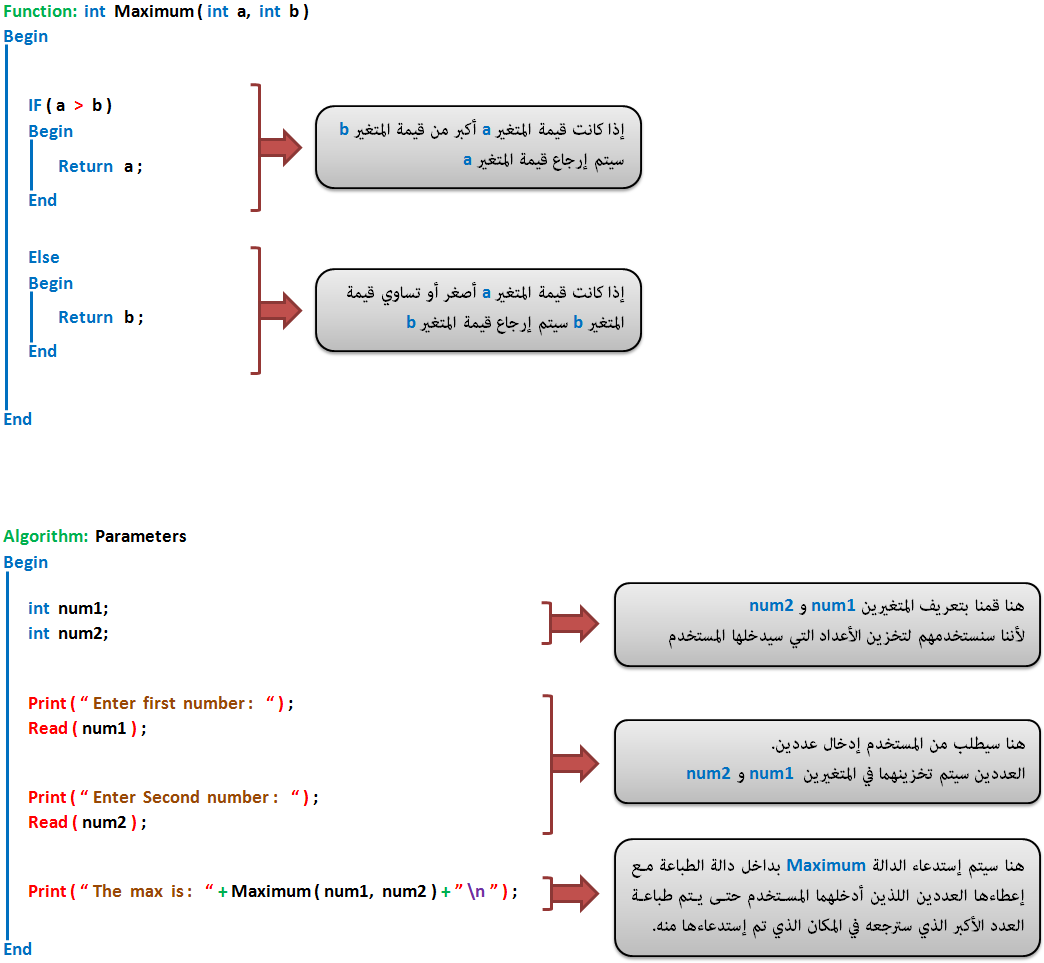 Function: int Maximum ( int a, int b )
Begin
IF ( a > b )
Begin
Return a ;
End
إذا كانت قيمة المتغير a أكبر من قيمة المتغير b
سيتم إرجاع قيمة المتغير a
Else
Begin
Return b ;
End
إذا كانت قيمة المتغير a أصغر أو تساوي قيمة
المتغير b سيتم إرجاع قيمة المتغير b
End
Algorithm: Parameters
Begin
int num1;
int num2;
هنا قمنا بتعريف المتغيرين num1 و num2
لأننا سنستخدمهم لتخزين الأعداد التي سيدخلها المستخدم
Print ( “ Enter first number : “ ) ;
Read ( num1 ) ;
Print ( “ Enter Second number : “ ) ;
Read ( num2 ) ;
هنا سيطلب من المستخدم إدخال عددين.
العددين سيتم تخزينهما في المتغيرين num1 و num2
Print ( “ The max is : “ + Maximum ( num1, num2 ) + ” \n ” ) ;
هنا سيتم إستدعاء الدالة Maximum بداخل دالة الطباعة مع
إعطاءها العددين اللذين أدخلهما المستخدم حتى يتم طباعة
العدد الأكبر الذي سترجعه في المكان الذي تم إستدعاءها منه.
End